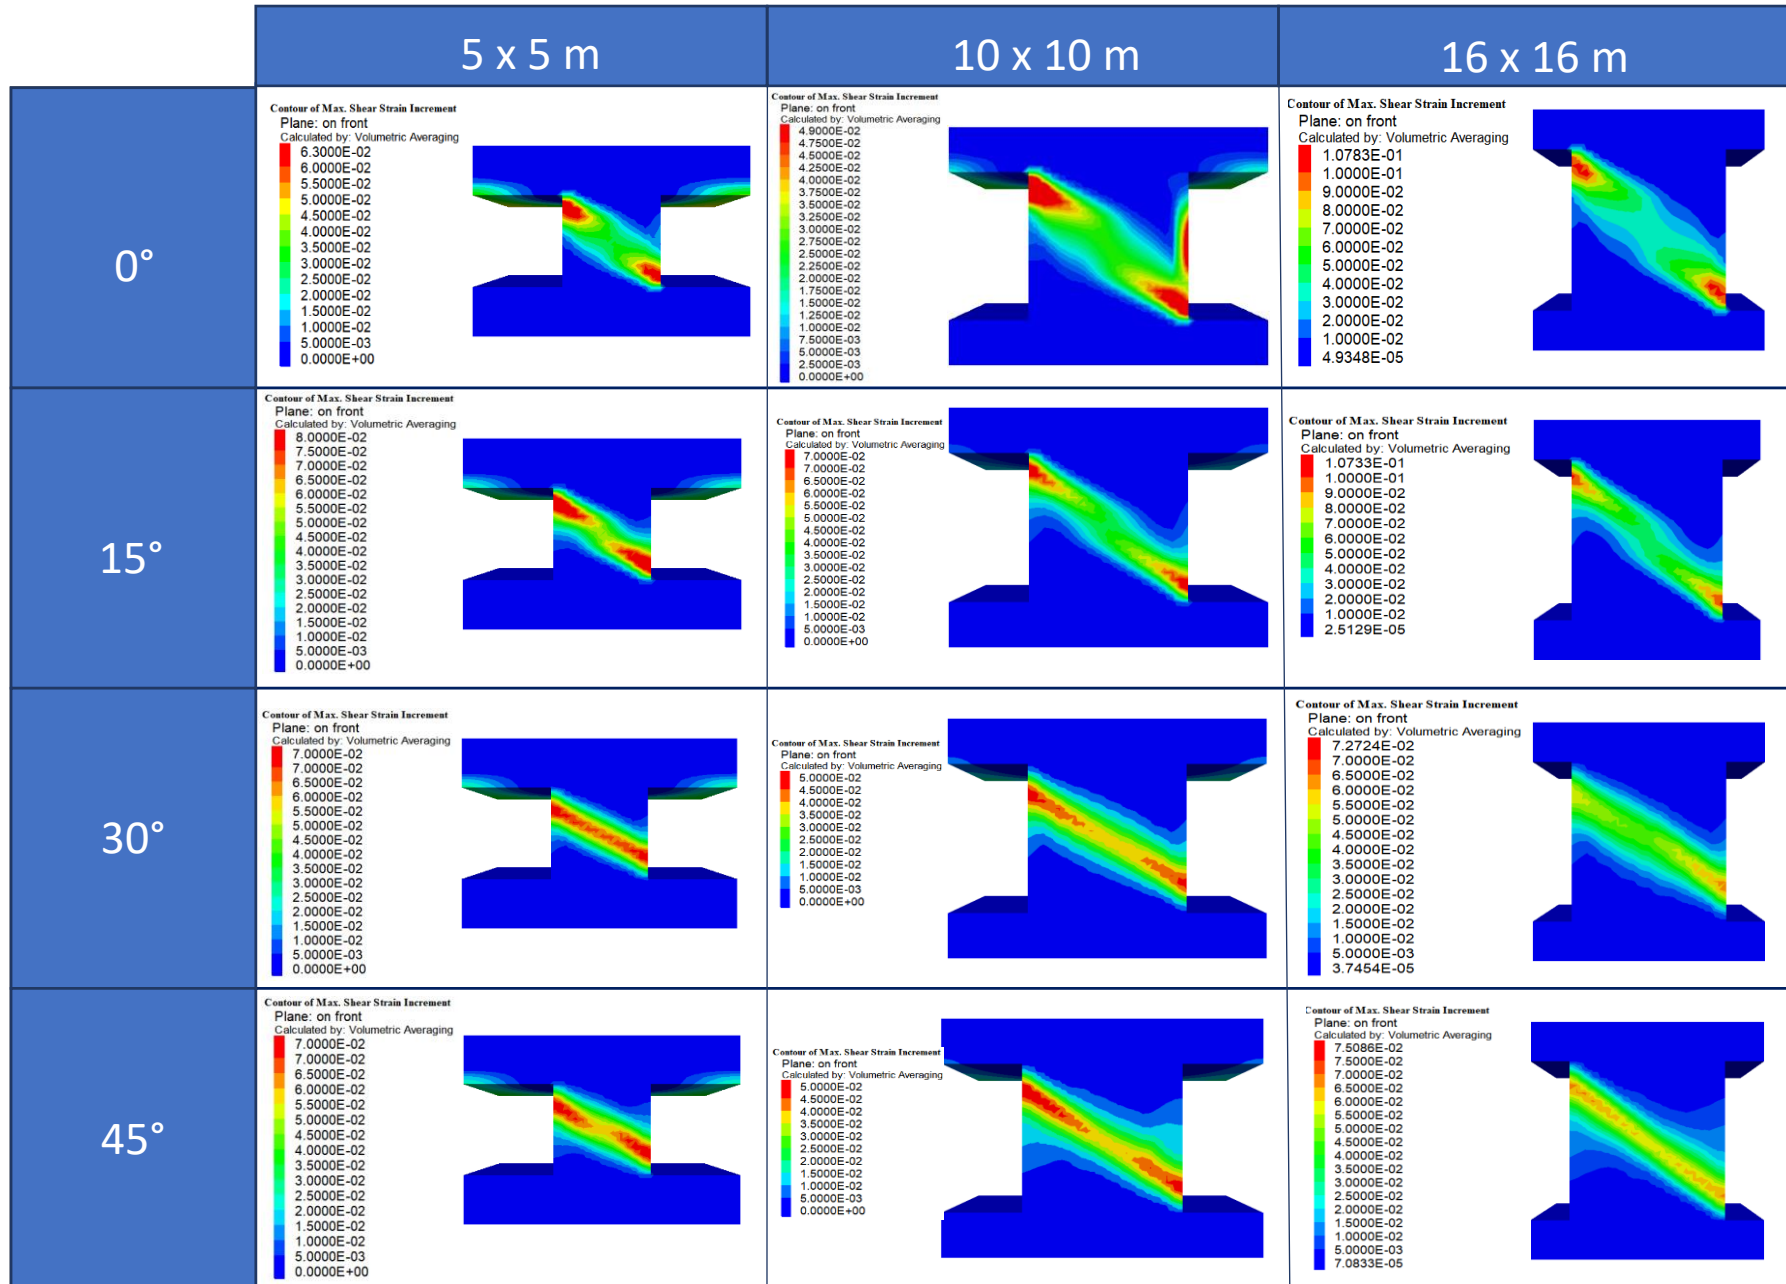 5 x 5 m
10 x 10 m
16 x 16 m
0°
Contour of Max. Shear Strain Increment
Plane: on front
Calculated by: Volumetric Averaging
6.3000E-02
6.0000E-02
5.5000E-02
5.0000E-02
4.5000E-02
4.0000E-02
3.5000E-02
3.0000E-02
2.5000E-02
2.0000E-02
1.5000E-02
1.0000E-02
5.0000E-03
0.0000E+00
Contour of Max. Shear Strain Increment
Plane: on front
Calculated by: Volumetric Averaging
4.9000E-02
4.7500E-02
4.5000E-02
4.2500E-02
4.0000E-02
3.7500E-02
3.5000E-02
3.2500E-02
3.0000E-02
2.7500E-02
2.5000E-02
2.2500E-02
2.0000E-02
1.7500E-02
1.5000E-02
1.2500E-02
1.0000E-02
7.5000E-03
5.0000E-03
2.5000E-03
0.0000E+00
Contour of Max. Shear Strain Increment
Plane: on front
Calculated by: Volumetric Averaging
1.0783E-01
1.0000E-01
9.0000E-02
8.0000E-02
7.0000E-02
6.0000E-02
5.0000E-02
4.0000E-02
3.0000E-02
2.0000E-02
1.0000E-02
4.9348E-05
15°
Contour of Max. Shear Strain Increment
Plane: on front
Calculated by: Volumetric Averaging
8.0000E-02
7.5000E-02
7.0000E-02
6.5000E-02
6.0000E-02
5.5000E-02
5.0000E-02
4.5000E-02
4.0000E-02
3.5000E-02
3.0000E-02
2.5000E-02
2.0000E-02
1.5000E-02
1.0000E-02
5.0000E-03
0.0000E+00
Contour of Max. Shear Strain Increment
Plane: on front
Calculated by: Volumetric Averaging
7.0000E-02
7.0000E-02
6.5000E-02
6.0000E-02
5.5000E-02
5.0000E-02
4.5000E-02
4.0000E-02
3.5000E-02
3.0000E-02
2.5000E-02
2.0000E-02
1.5000E-02
1.0000E-02
5.0000E-03
0.0000E+00
Contour of Max. Shear Strain Increment
Plane: on front
Calculated by: Volumetric Averaging
1.0733E-01
1.0000E-01
9.0000E-02
8.0000E-02
7.0000E-02
6.0000E-02
5.0000E-02
4.0000E-02
3.0000E-02
2.0000E-02
1.0000E-02
2.5129E-05
30°
Contour of Max. Shear Strain Increment
Plane: on front
Calculated by: Volumetric Averaging
7.0000E-02
7.0000E-02
6.5000E-02
6.0000E-02
5.5000E-02
5.0000E-02
4.5000E-02
4.0000E-02
3.5000E-02
3.0000E-02
2.5000E-02
2.0000E-02
1.5000E-02
1.0000E-02
5.0000E-03
0.0000E+00
Contour of Max. Shear Strain Increment
Plane: on front
Calculated by: Volumetric Averaging
5.0000E-02
4.5000E-02
4.0000E-02
3.5000E-02
3.0000E-02
2.5000E-02
2.0000E-02
1.5000E-02
1.0000E-02
5.0000E-03
0.0000E+00
Contour of Max. Shear Strain Increment
Plane: on front
Calculated by: Volumetric Averaging
7.2724E-02
7.0000E-02
6.5000E-02
6.0000E-02
5.5000E-02
5.0000E-02
4.5000E-02
4.0000E-02
3.5000E-02
3.0000E-02
2.5000E-02
2.0000E-02
1.5000E-02
1.0000E-02
5.0000E-03
3.7454E-05
45°
Contour of Max. Shear Strain Increment
Plane: on front
Calculated by: Volumetric Averaging
7.0000E-02
7.0000E-02
6.5000E-02
6.0000E-02
5.5000E-02
5.0000E-02
4.5000E-02
4.0000E-02
3.5000E-02
3.0000E-02
2.5000E-02
2.0000E-02
1.5000E-02
1.0000E-02
5.0000E-03
0.0000E+00
Contour of Max. Shear Strain Increment
Plane: on front
Calculated by: Volumetric Averaging
5.0000E-02
4.5000E-02
4.0000E-02
3.5000E-02
3.0000E-02
2.5000E-02
2.0000E-02
1.5000E-02
1.0000E-02
5.0000E-03
0.0000E+00
Contour of Max. Shear Strain Increment
Plane: on front
Calculated by: Volumetric Averaging
7.5086E-02
7.5000E-02
7.0000E-02
6.5000E-02
6.0000E-02
5.5000E-02
5.0000E-02
4.5000E-02
4.0000E-02
3.5000E-02
3.0000E-02
2.5000E-02
2.0000E-02
1.5000E-02
1.0000E-02
5.0000E-03
7.0833E-05